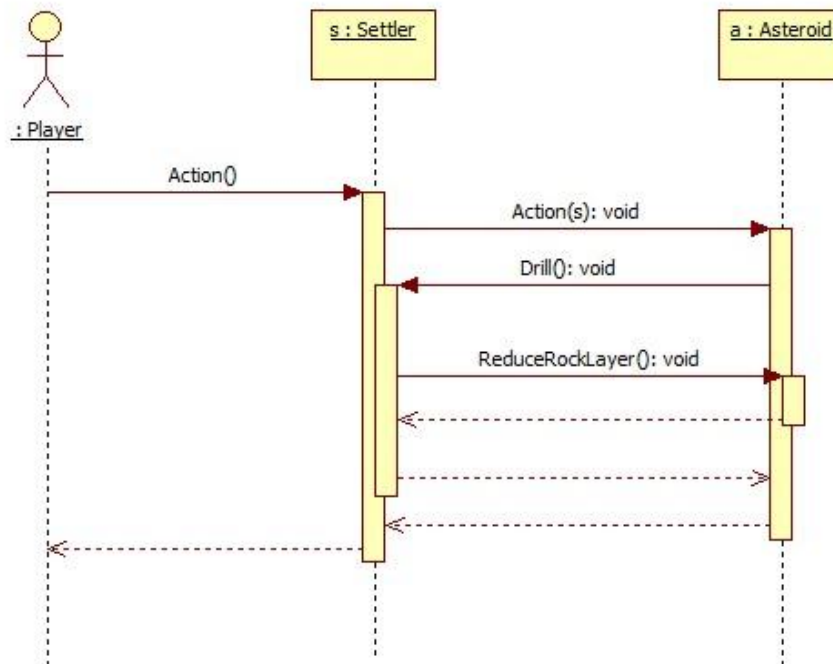 s : Settler
a : Asteroid
: Player
Action()
Action(s): void
Drill(): void
ReduceRockLayer(): void